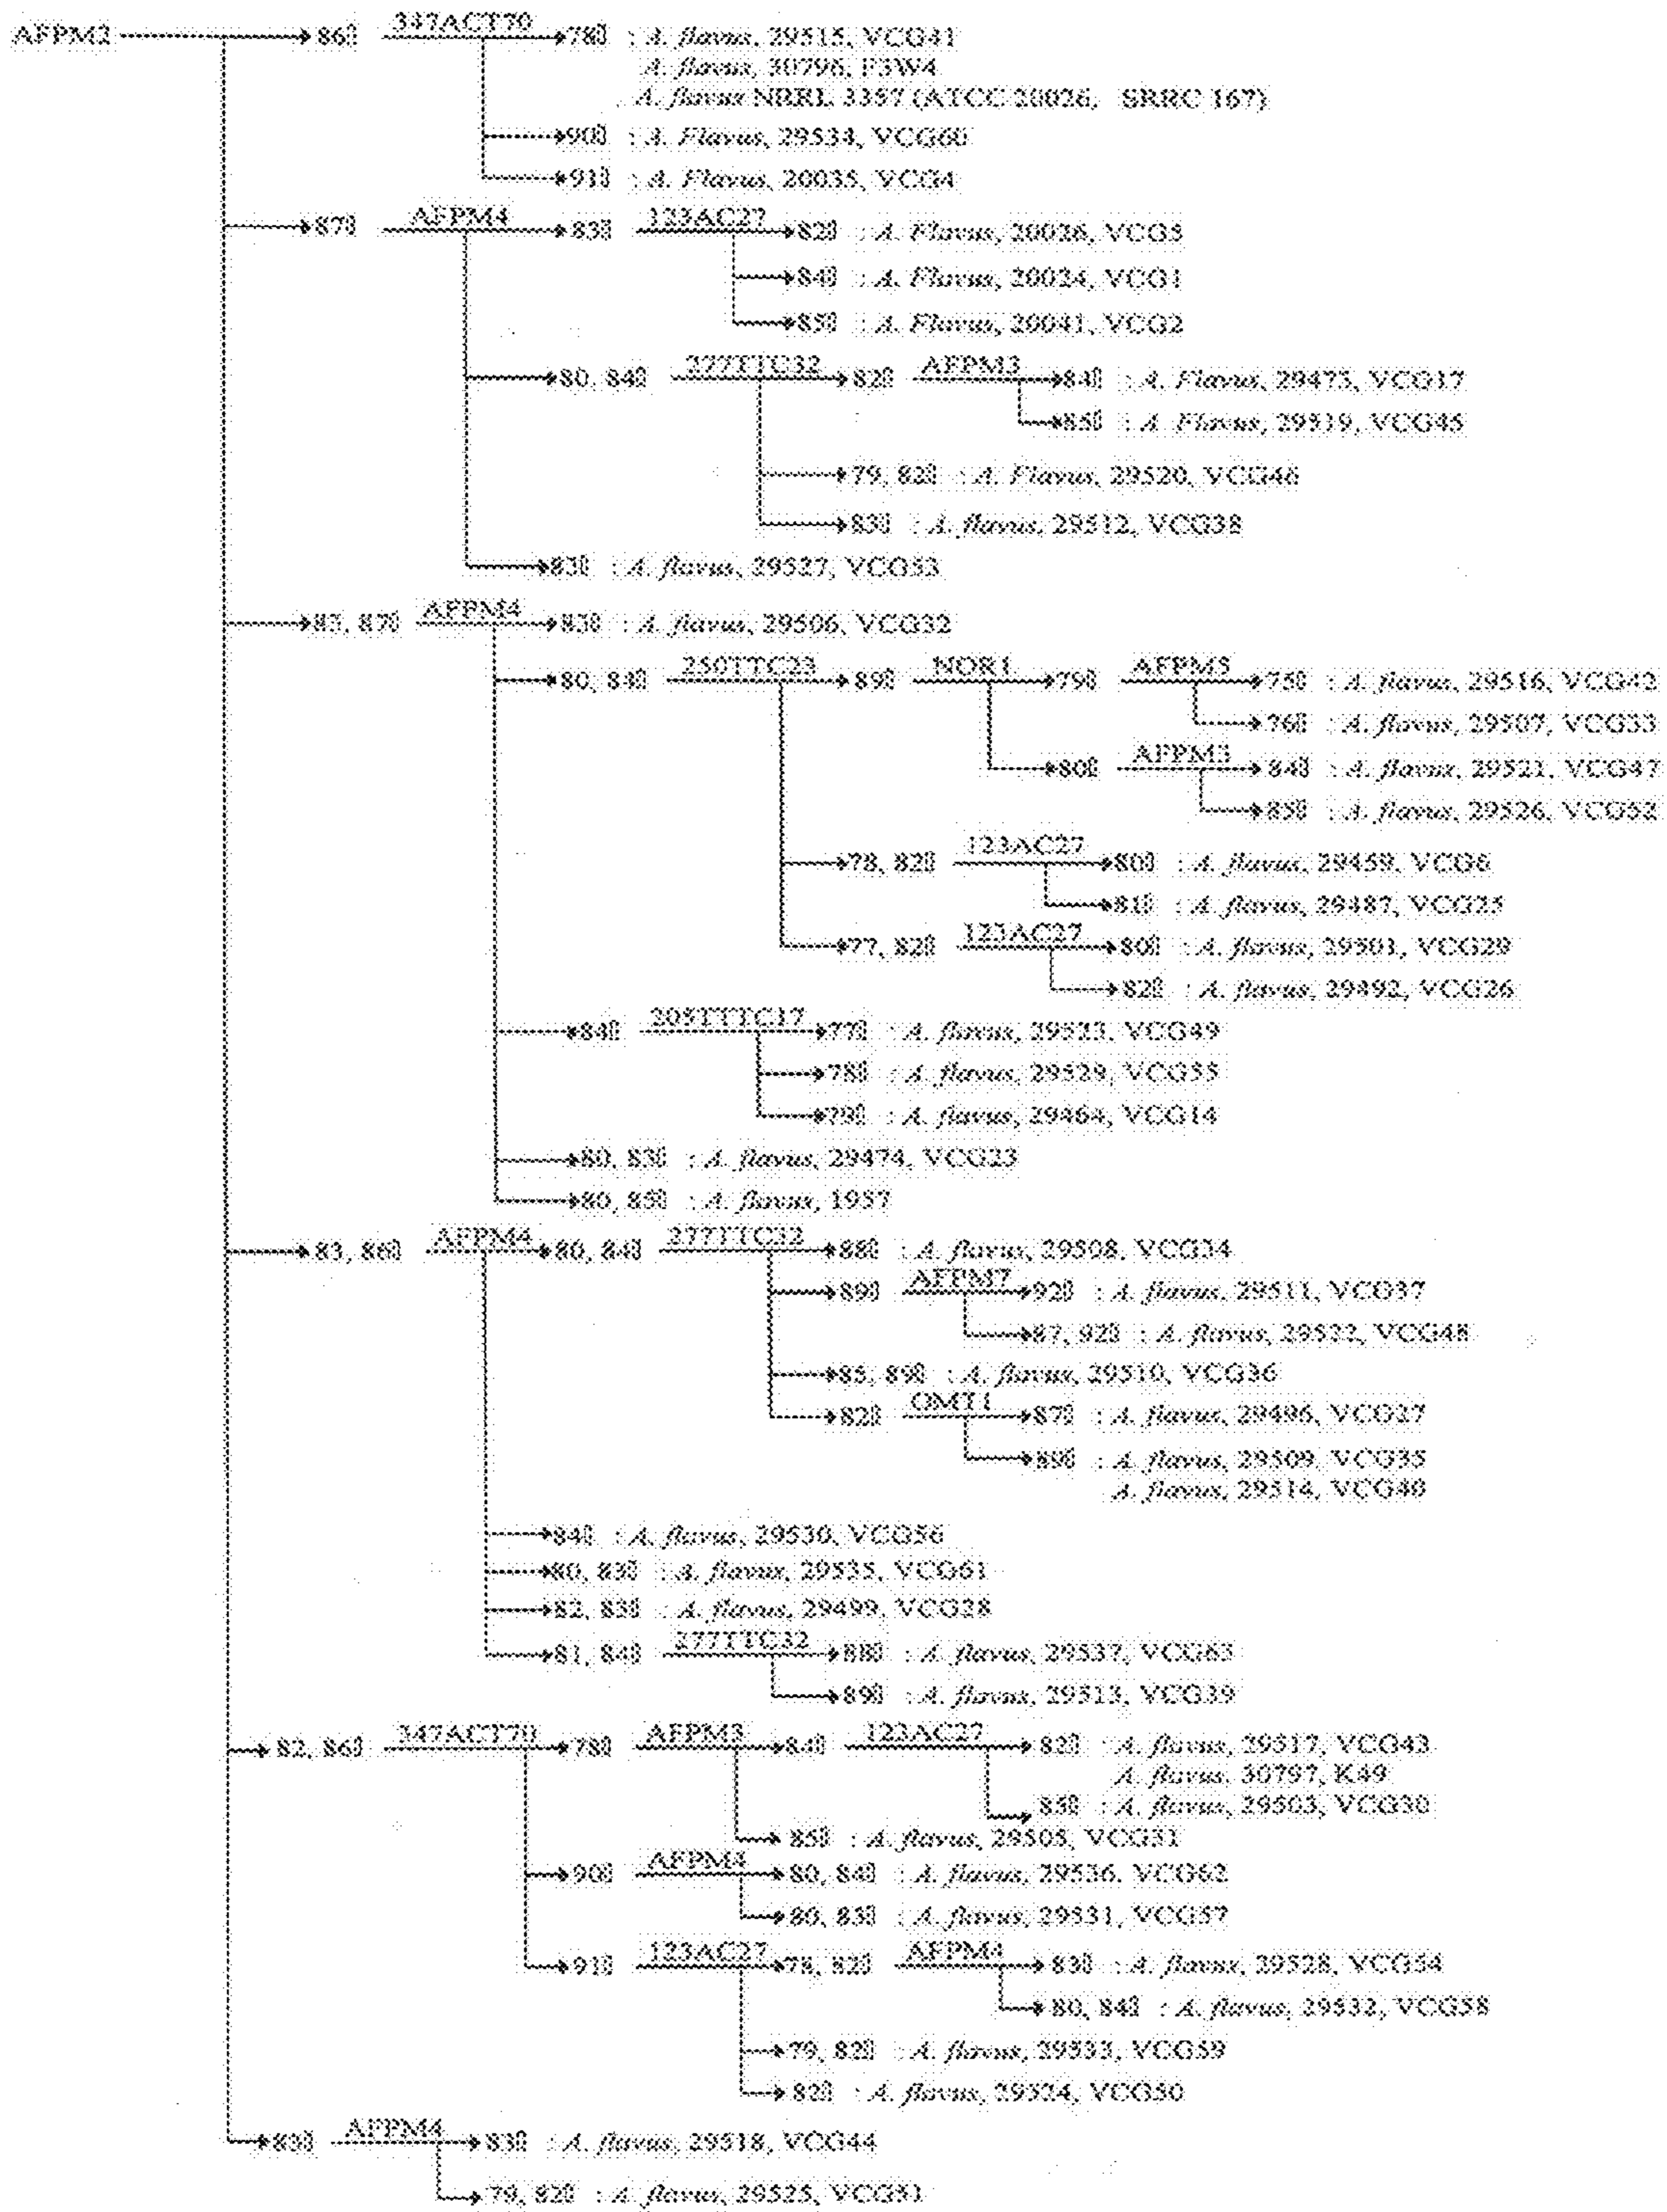 AFPM2 86 347ACT70 78 : A. flavus, 29515, VCG41
A. flavus, 30796, F3W4
A. flavus NRRL 3357 (ATCC 20026, SRRC 167)
90 : A. Flavus, 29534, VCG60
91 : A. Flavus, 20035, VCG4
87 AFPM4 83 123AC27 82 : A. Flavus, 20026, VCG5
84 : A. Flavus, 20024, VCG1
85 : A. Flavus, 20041, VCG2
80, 84 277TTC32 82 AFPM3 84 : A. Flavus, 29475, VCG17
85 : A. Flavus, 29519, VCG45
79, 82 : A. Flavus, 29520, VCG46
83 : A. flavus, 29512, VCG38
83 : A. flavus, 29527, VCG53
83, 87 AFPM4 83 : A. flavus, 29506, VCG32
80, 84 250TTC23 89 NOR1 79 AFPM5 75 : A. flavus, 29516, VCG42
76 : A. flavus, 29507, VCG33
80 AFPM3 84 : A. flavus, 29521, VCG47
85 : A. flavus, 29526, VCG52
78, 82 123AC27 80 : A. flavus, 29459, VCG6
81 : A. flavus, 29487, VCG25
77, 82 123AC27 80 : A. flavus, 29501, VCG29
82 : A. flavus, 29492, VCG26
84 205TTTC17 77 : A. flavus, 29523, VCG49
78 : A. flavus, 29529, VCG55
79 : A. flavus, 29464, VCG14
80, 83 : A. flavus, 29474, VCG23
80, 85 : A. flavus, 1957
83, 86 AFPM4 80, 84 277TTC32 88 : A. flavus, 29508, VCG34
89 AFPM7 92 : A. flavus, 29511, VCG37
87, 92 : A. flavus, 29522, VCG48
85, 89 : A. flavus, 29510, VCG36
82 OMT1 87 : A. flavus, 29496, VCG27
89 : A. flavus, 29509, VCG35
A. flavus, 29514, VCG40
84 : A. flavus, 29530, VCG56
80, 83 : A. flavus, 29535, VCG61
82, 83 : A. flavus, 29499, VCG28
81, 84 277TTC32 88 : A. flavus, 29537, VCG63
89 : A. flavus, 29513, VCG39
82, 86 347ACT70 78 AFPM3 84 123AC27 82 : A. flavus, 29517, VCG43
A. flavus, 30797, K49
85 : A. flavus, 29503, VCG30
85 : A. flavus, 29505, VCG31
90 AFPM4 80, 84 : A. flavus, 29536, VCG62
80, 83 : A. flavus, 29531, VCG57
91 123AC27 78, 82 AFPM4 83 : A. flavus, 29528, VCG54
80, 84 : A. flavus, 29532, VCG58
79, 82 : A. flavus, 29533, VCG59
82 : A. flavus, 29524, VCG50
83 AFPM4 83 : A. flavus, 29518, VCG44
79, 82 : A. flavus, 29525, VCG51